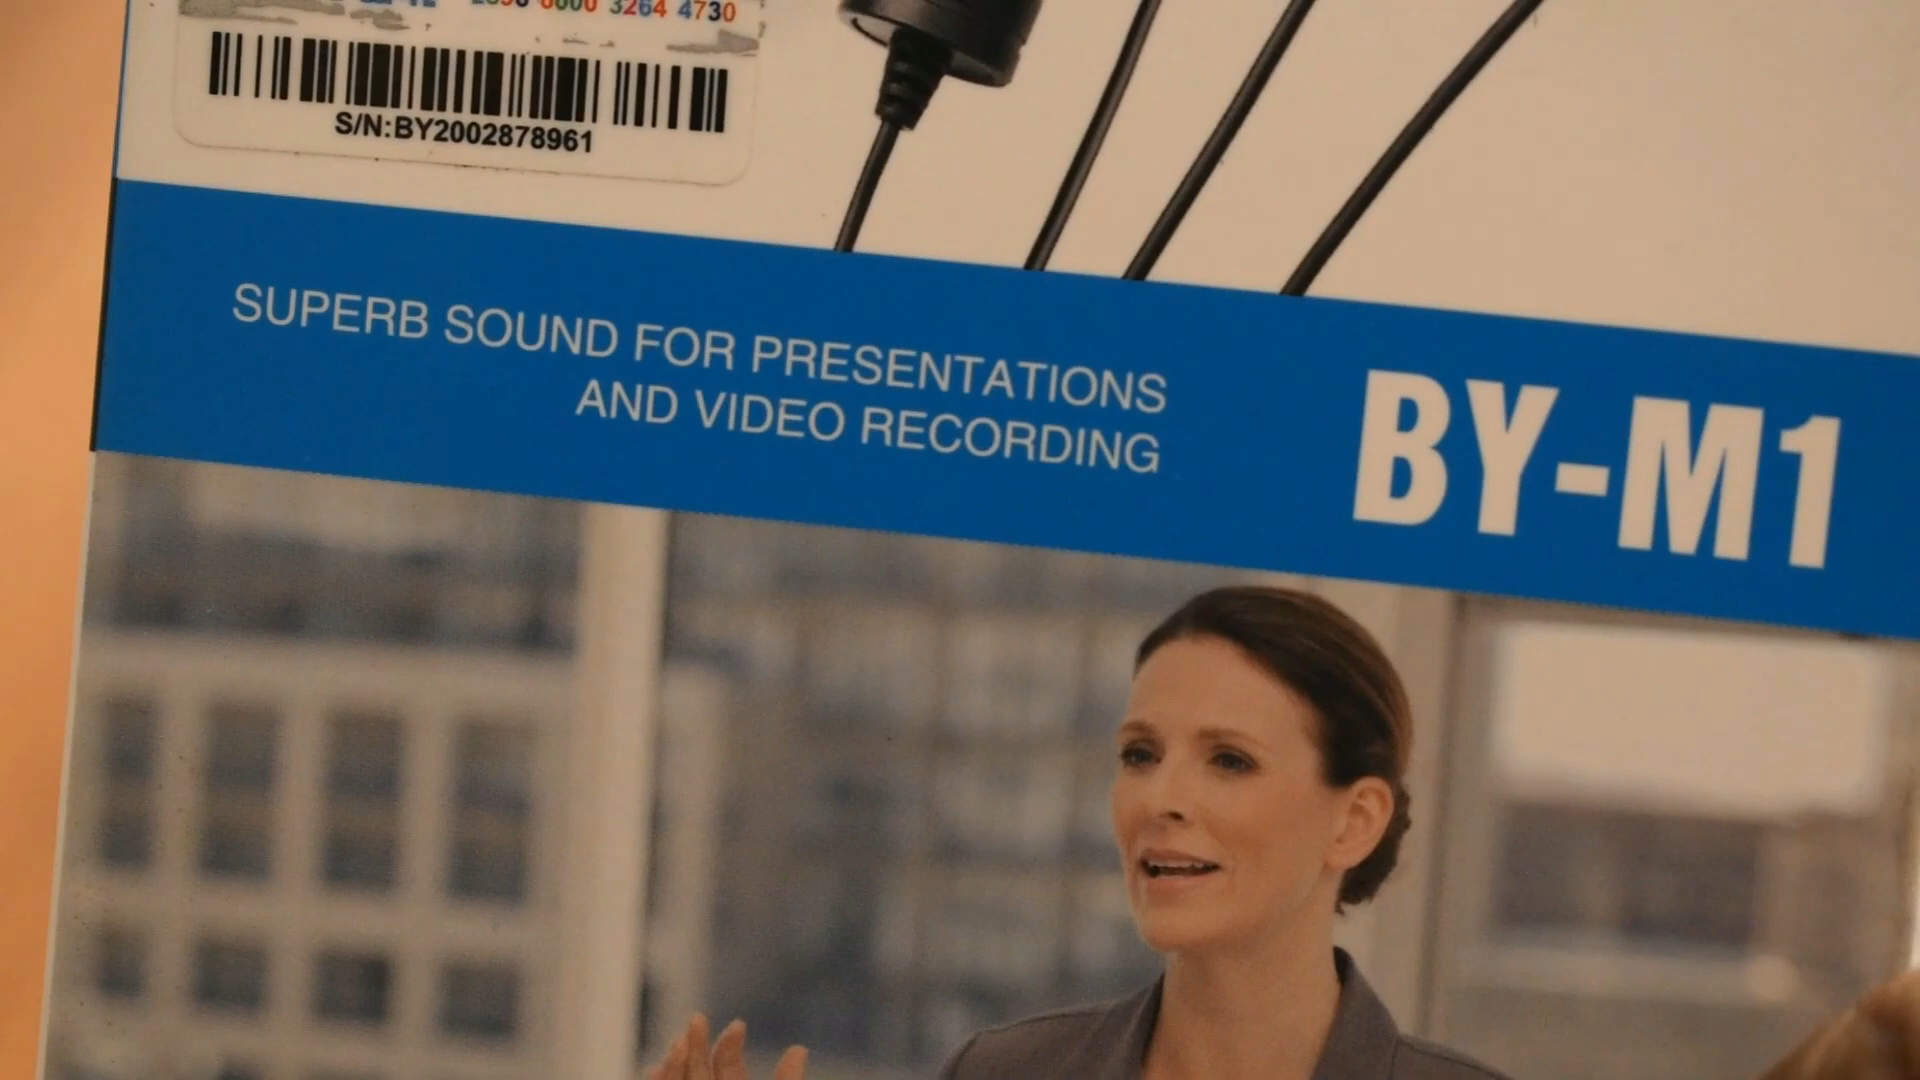 3264 4730
S/N:BY2002878961
SUPERB SOUND FOR PRESENTATIONS
AND VIDEO RECORDING
BY-M1